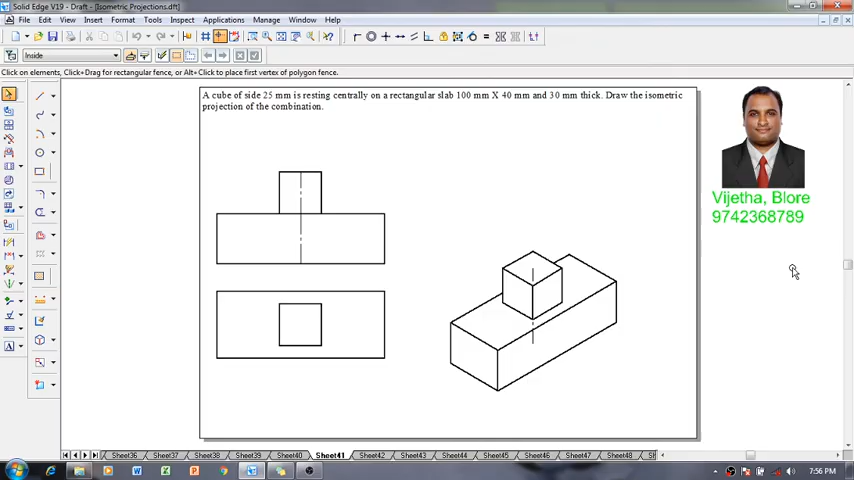 Solid Edge V19 - Draft - [Isometric Projections.dft]
File Edit View Insert Format Tools Inspect Applications Manage Window Help
Inside
Click on elements, Click+Drag for rectangular fence, or Alt+Click to place first vertex of polygon fence.
A cube of side 25 mm is resting centrally on a rectangular slab 100 mm X 40 mm and 30 mm thick. Draw the isometric
projection of the combination.
Vijetha, Blore
9742368789
Sheet36 Sheet37 Sheet38 Sheet39 Sheet40 Sheet41 Sheet42 Sheet43 Sheet44 Sheet45 Sheet46 Sheet47 Sheet48 Sh
7:56 PM